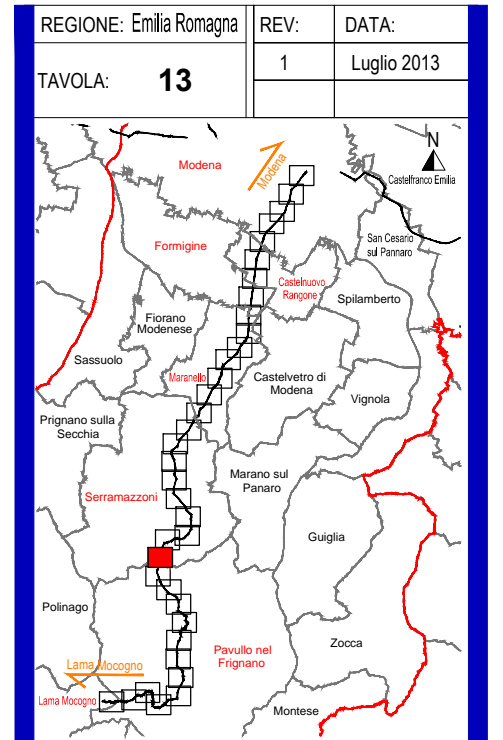 REGIONE: Emilia Romagna
REV:
DATA:
TAVOLA: 13
1
Luglio 2013
N
Modena
Modena
Castelfranco Emilia
San Cesario
sul Pannaro
Formigine
Castelnuovo
Rangone
Spilamberto
Fiorano
Modenese
Sassuolo
Maranello
Castelvetro di
Modena
Vignola
Prignano sulla
Secchia
Marano sul
Panaro
Serramazzoni
Guiglia
Polinago
Pavullo nel
Frignano
Zocca
Lama Mocogno
Lama Mocogno
Montese